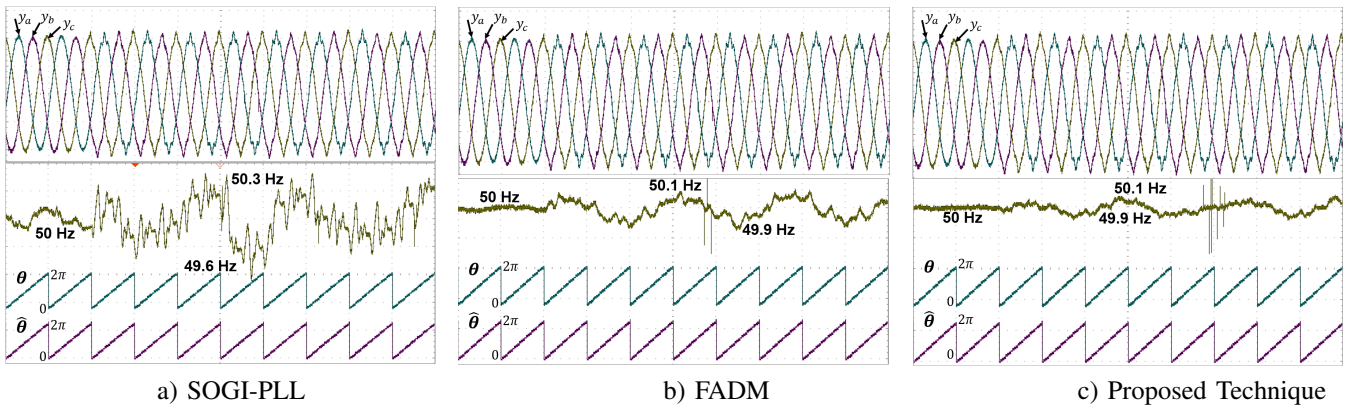 y_a y_b y_c
50.3 Hz
50 Hz
49.6 Hz
θ 2π
0
θ̂ 2π
0
a) SOGI-PLL
y_a y_b y_c
50.1 Hz
50 Hz
49.9 Hz
θ 2π
0
θ̂ 2π
0
b) FADM
y_a y_b y_c
50.1 Hz
50 Hz
49.9 Hz
θ 2π
0
θ̂ 2π
0
c) Proposed Technique